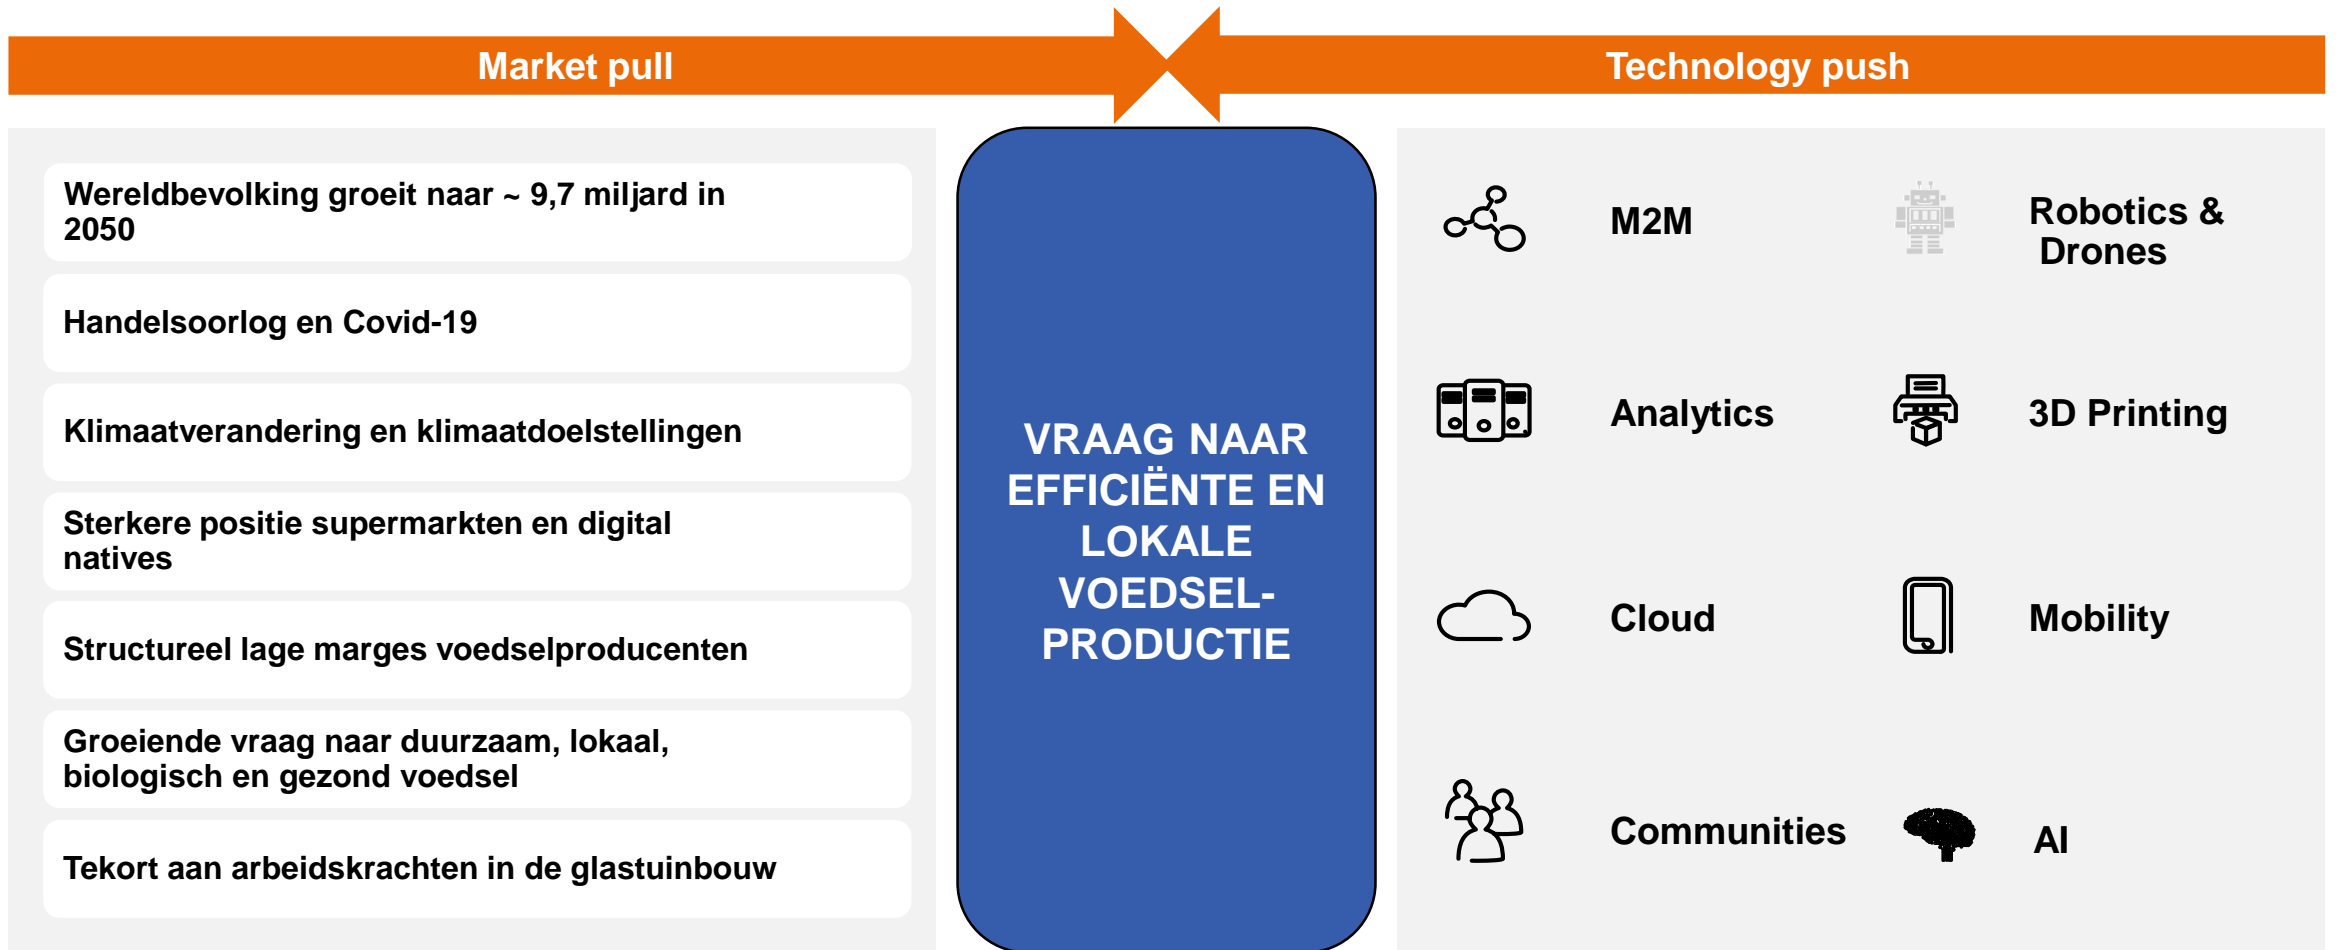 Market pull
Technology push
Wereldbevolking groeit naar ~ 9,7 miljard in
2050
Handelsoorlog en Covid-19
Klimaatverandering en klimaatdoelstellingen
Sterkere positie supermarkten en digital
natives
Structureel lage marges voedselproducenten
Groeiende vraag naar duurzaam, lokaal,
biologisch en gezond voedsel
Tekort aan arbeidskrachten in de glastuinbouw
VRAAG NAAR
EFFICIËNTE EN
LOKALE
VOEDSEL-
PRODUCTIE
M2M
Robotics &
Drones
Analytics
3D Printing
Cloud
Mobility
Communities
AI